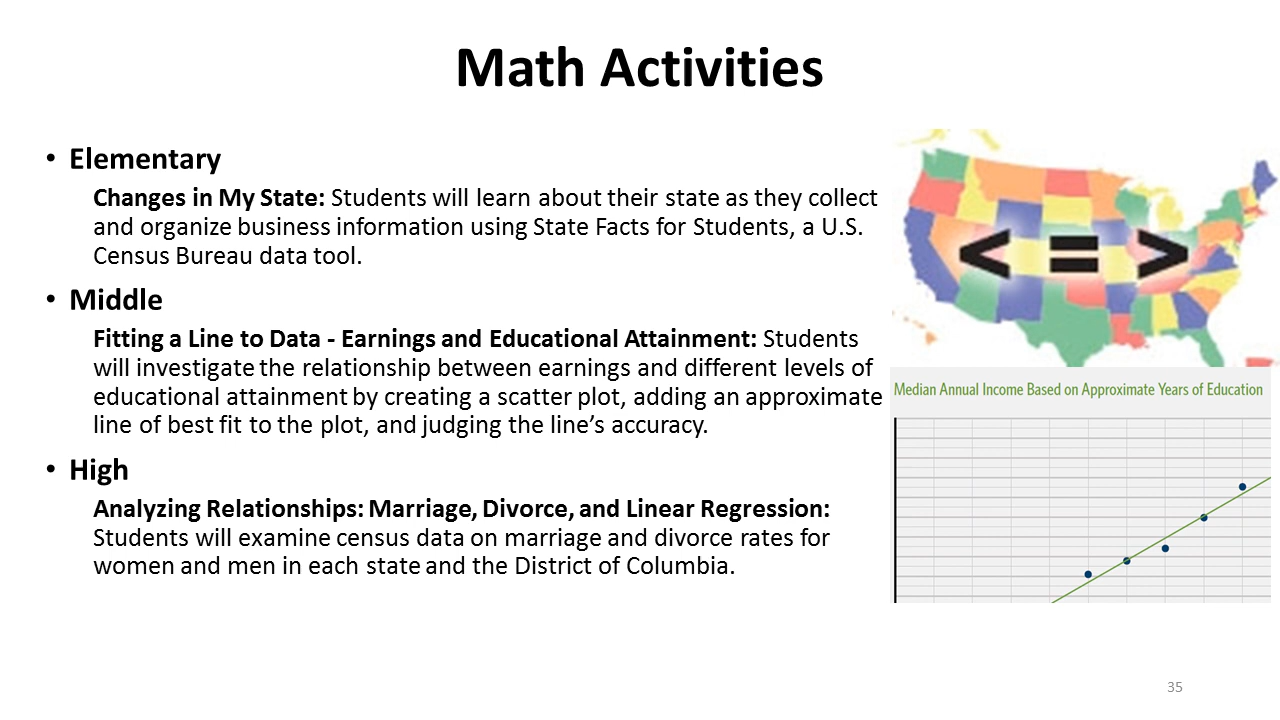 Math Activities
• Elementary
Changes in My State: Students will learn about their state as they collect
and organize business information using State Facts for Students, a U.S.
Census Bureau data tool.
• Middle
Fitting a Line to Data - Earnings and Educational Attainment: Students
will investigate the relationship between earnings and different levels of
educational attainment by creating a scatter plot, adding an approximate
line of best fit to the plot, and judging the line’s accuracy.
• High
Analyzing Relationships: Marriage, Divorce, and Linear Regression:
Students will examine census data on marriage and divorce rates for
women and men in each state and the District of Columbia.
< = >
Median Annual Income Based on Approximate Years of Education
35